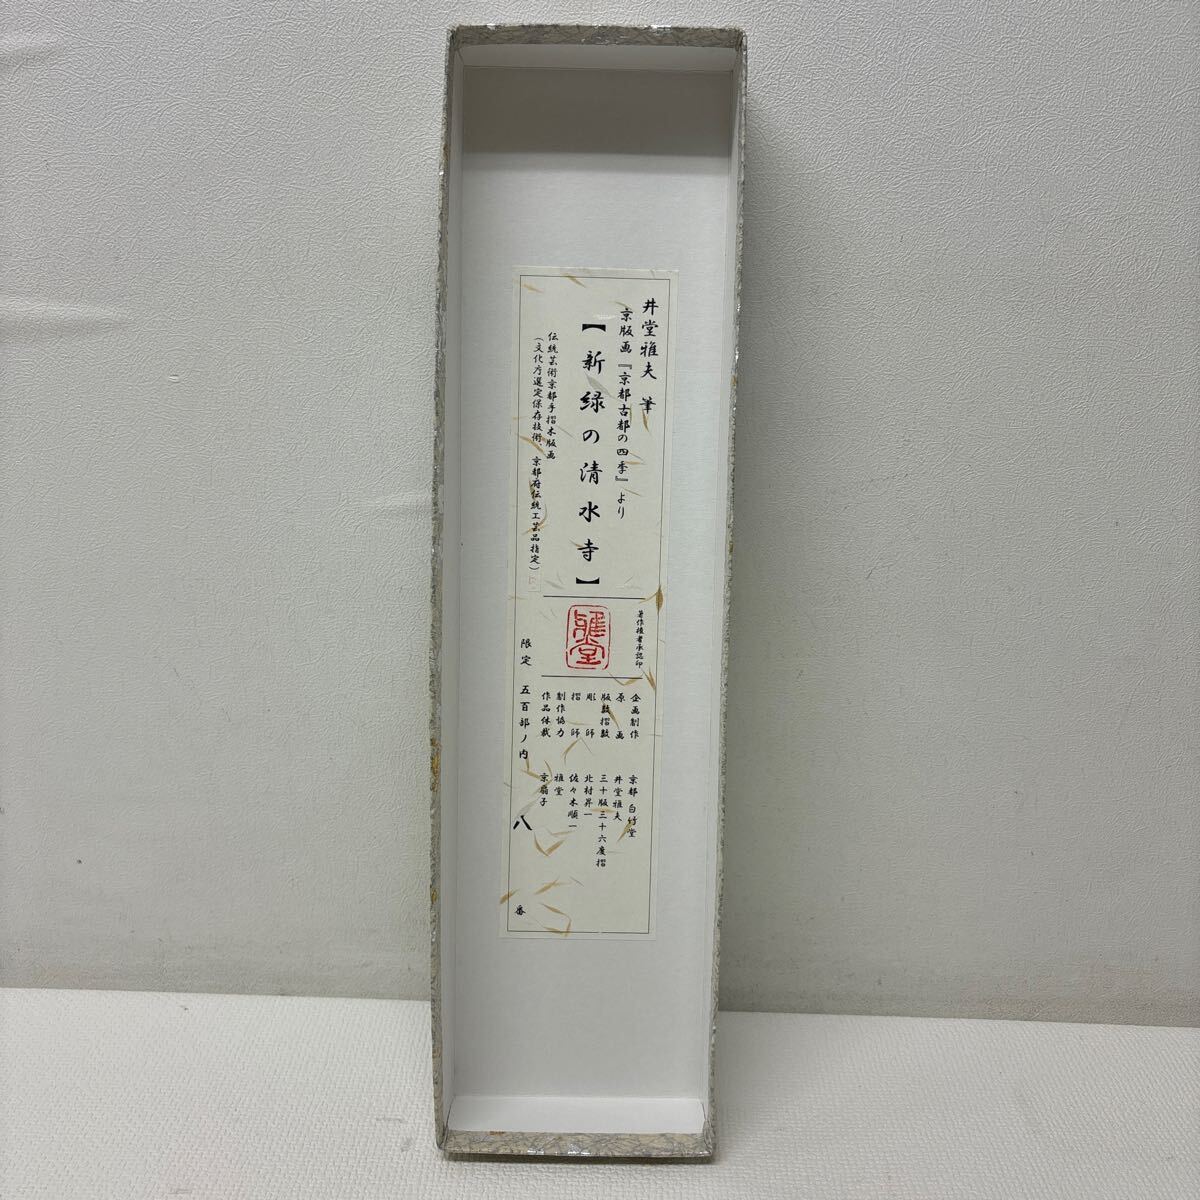 井堂雅夫 筆
京版画『京都古都の四季』より
【新緑の清水寺】
伝統芸術京都手摺木版画
(文化庁選定保存技術、京都府伝統工芸品指定)
著作権者承認印
雅堂
企画制作 京都 白竹堂
原画 井堂雅夫
版数摺数 三十版三十六度摺
彫師 北村昇一
摺師 佐々木順一
制作協力 雅堂
作品体裁 京扇子
限定 五百部ノ内 八 番